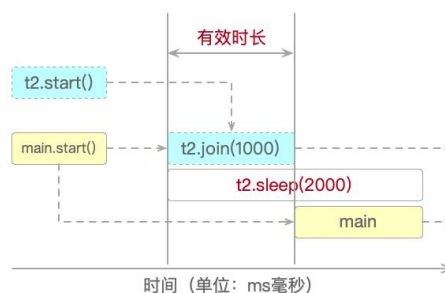 有效时长
t2.start()
main.start()
t2.join(1000)
t2.sleep(2000)
main
时间（单位：ms毫秒）